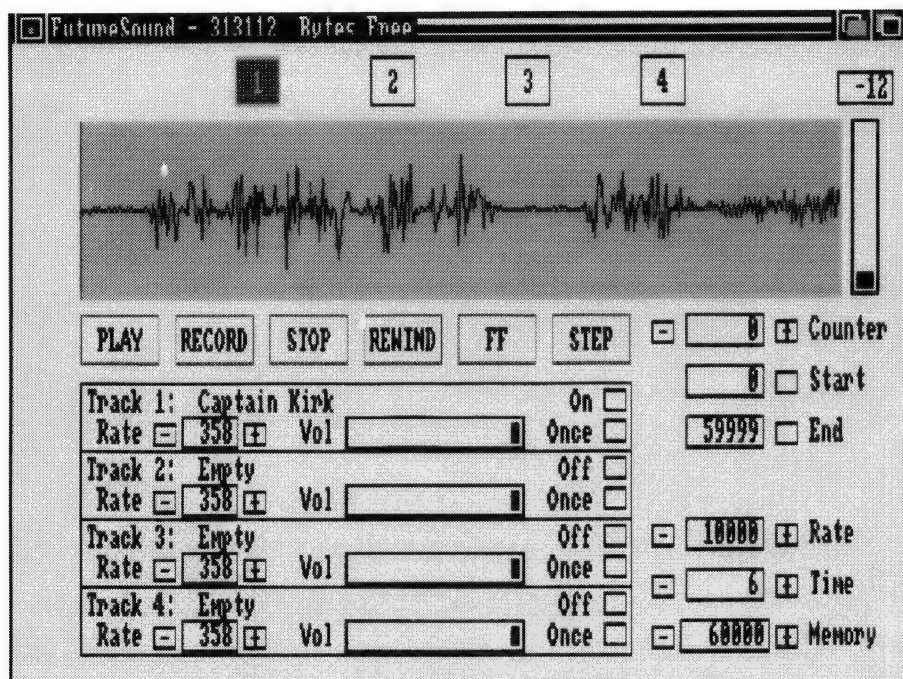 FutureSound - 313112 Bytes Free
1 2 3 4 -12
PLAY RECORD STOP REWIND FF STEP
- 0 + Counter
0 Start
59999 End
Track 1: Captain Kirk On
Rate - 358 + Vol Once
Track 2: Empty Off
Rate - 358 + Vol Once
Track 3: Empty Off
Rate - 358 + Vol Once
Track 4: Empty Off
Rate - 358 + Vol Once
- 10000 + Rate
- 6 + Time
- 60000 + Memory